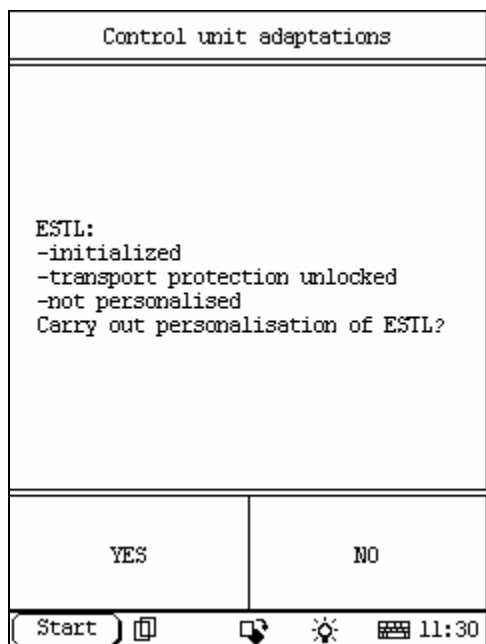 Control unit adaptations
ESTL:
-initialized
-transport protection unlocked
-not personalised
Carry out personalisation of ESTL?
YES
NO
Start
11:30